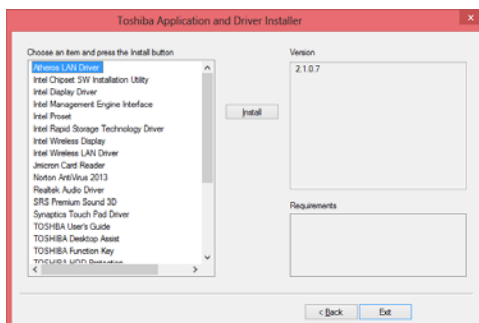 Toshiba Application and Driver Installer
x
Choose an item and press the Install button
Version
Atheros LAN Driver
Intel Chipset SW Installation Utility
Intel Display Driver
Intel Management Engine Interface
Intel Proset
Intel Rapid Storage Technology Driver
Intel Wireless Display
Intel Wireless LAN Driver
Jmicron Card Reader
Norton AntiVirus 2013
Realtek Audio Driver
SRS Premium Sound 3D
Synaptics Touch Pad Driver
TOSHIBA User's Guide
TOSHIBA Desktop Assist
TOSHIBA Function Key
TOSHIBA HDD Protection
Install
2.1.0.7
Requirements
< Back
Exit